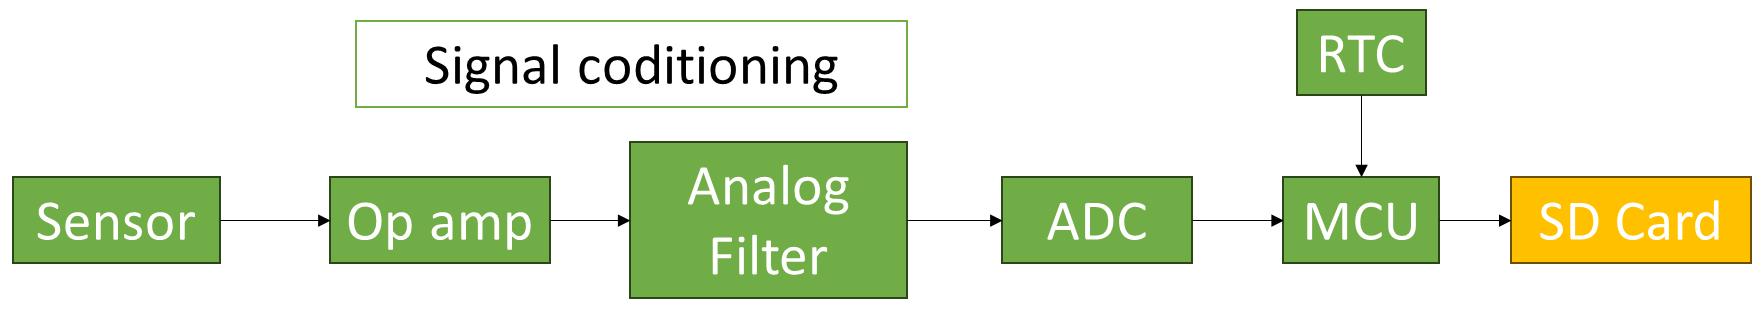 Signal coditioning
RTC
Sensor
Op amp
Analog
Filter
ADC
MCU
SD Card